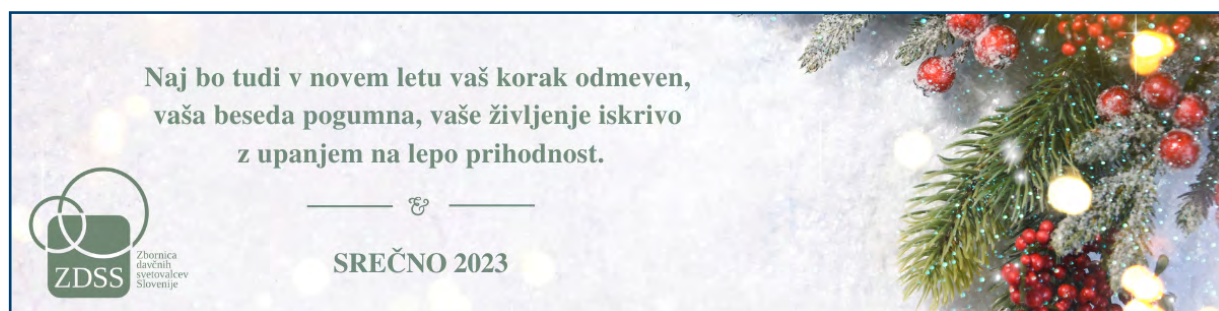 Naj bo tudi v novem letu vaš korak odmeven,
vaša beseda pogumna, vaše življenje iskrivo
z upanjem na lepo prihodnost.
&
SREČNO 2023
ZDSS
Zbornica
davčnih
svetovalcev
Slovenije